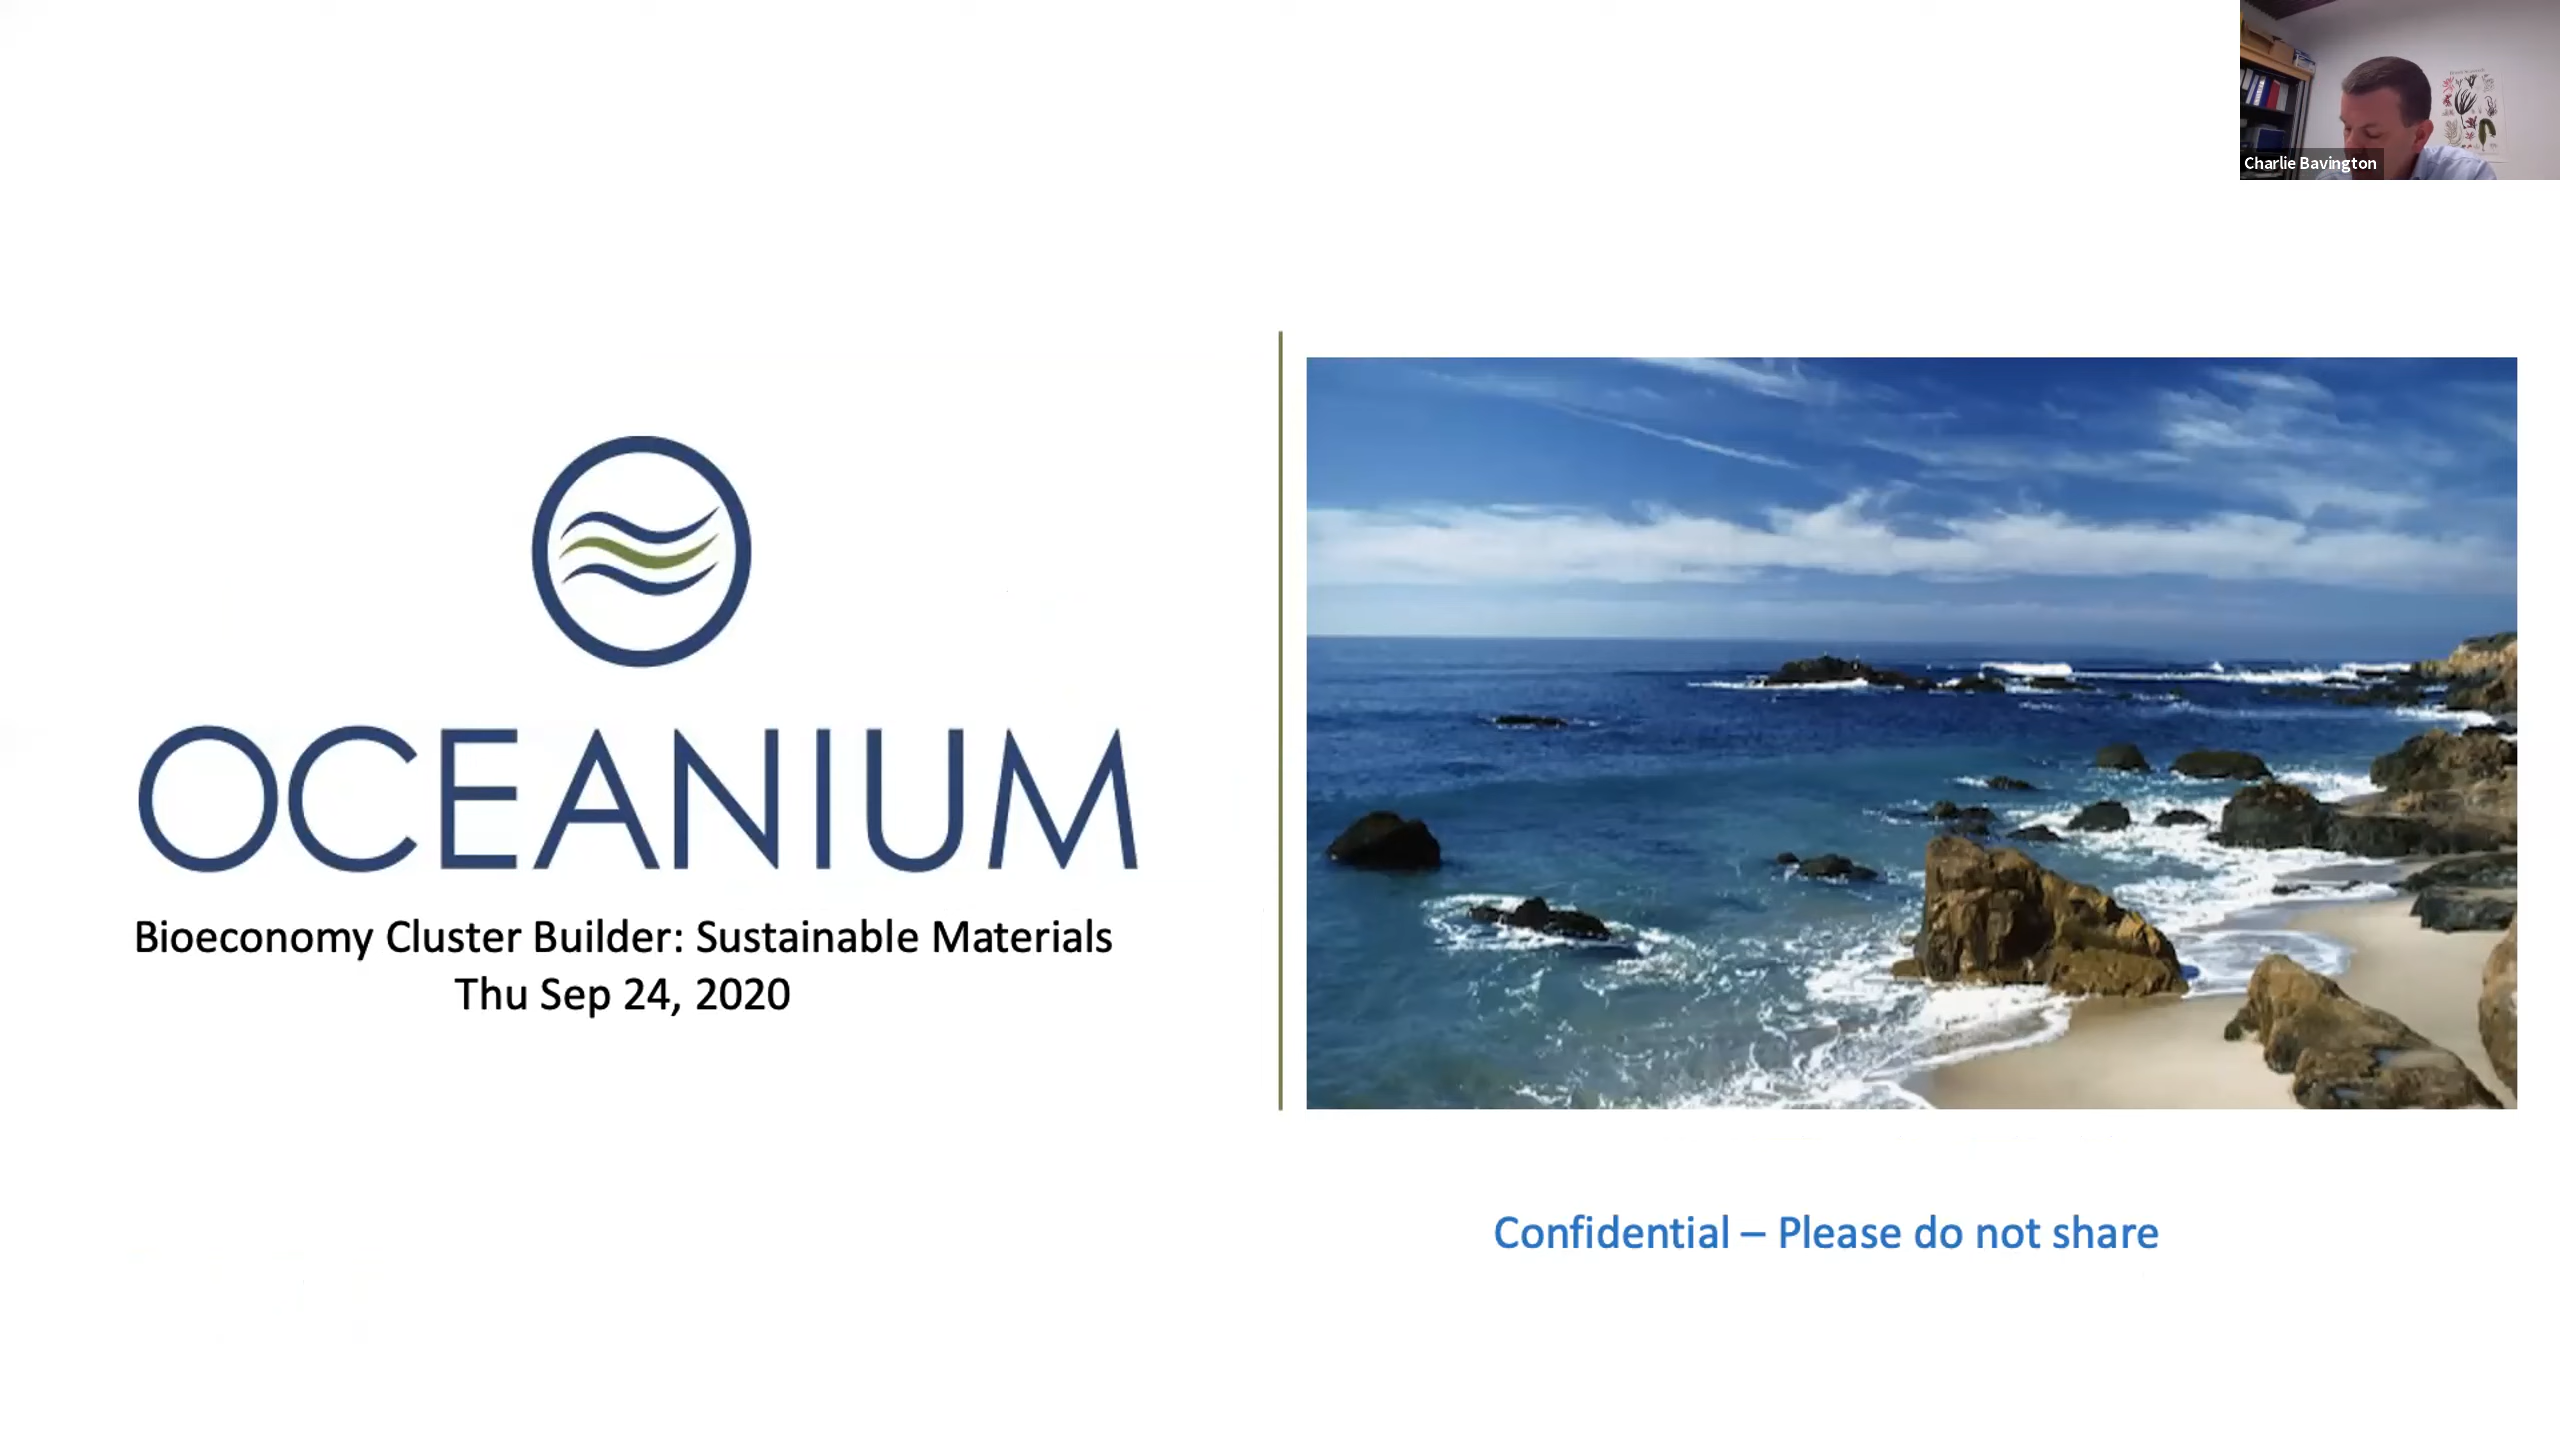 Charlie Bavington
OCEANIUM
Bioeconomy Cluster Builder: Sustainable Materials
Thu Sep 24, 2020
Confidential – Please do not share